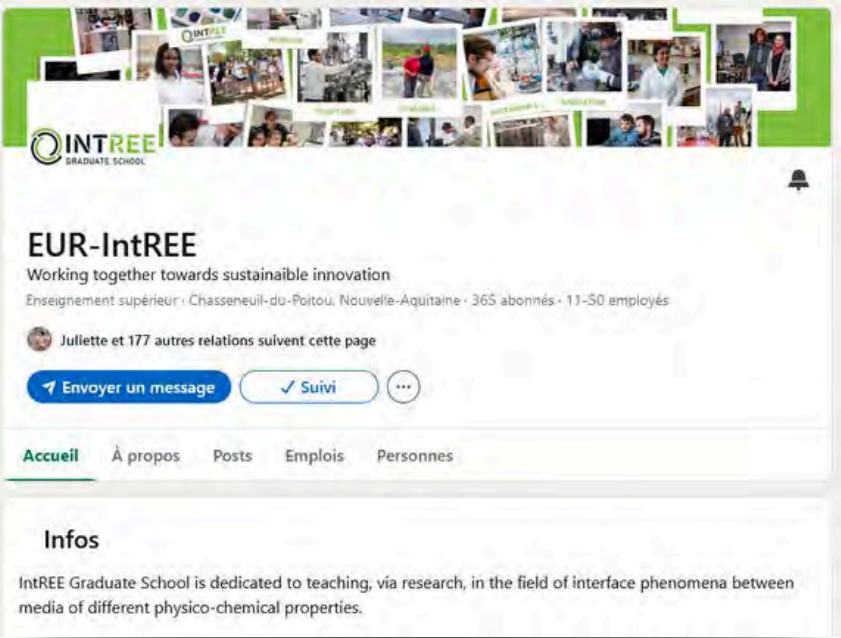 INTREE
INTREE
GRADUATE SCHOOL
EUR-IntREE
Working together towards sustainaible innovation
Enseignement supérieur · Chasseneuil-du-Poitou, Nouvelle-Aquitaine · 365 abonnés · 11-50 employés
Juliette et 177 autres relations suivent cette page
Envoyer un message
Suivi
Accueil À propos Posts Emplois Personnes
Infos
IntREE Graduate School is dedicated to teaching, via research, in the field of interface phenomena between
media of different physico-chemical properties.